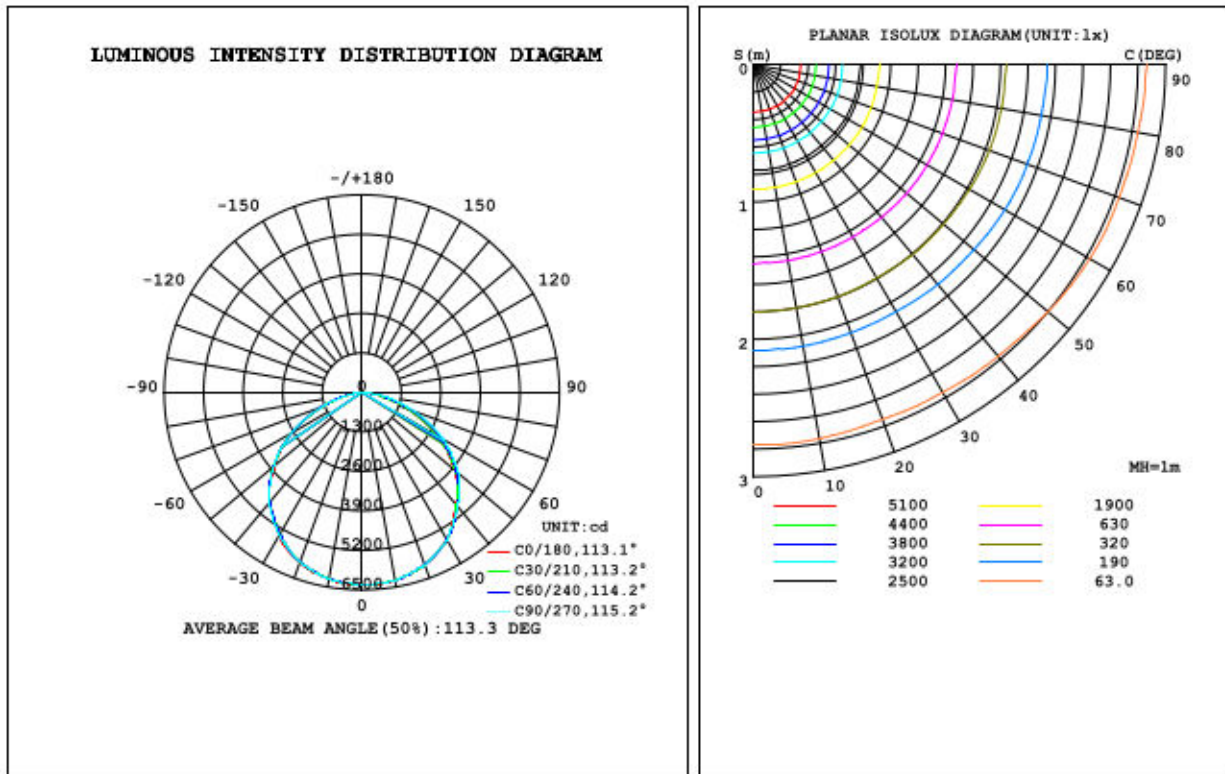 LUMINOUS INTENSITY DISTRIBUTION DIAGRAM
-/+180
-150 150
-120 120
-90 0 90
1300
2600
-60 3900 60
UNIT:cd
5200
C0/180,113.1°
-30 6500 30
C30/210,113.2°
C60/240,114.2°
0
C90/270,115.2°
AVERAGE BEAM ANGLE(50%):113.3 DEG
PLANAR ISOLUX DIAGRAM(UNIT:lx)
S(m) C(DEG)
0 90
80
1
70
60
2 50
40
30
20
3 0 10
MH=1m
5100 1900
4400 630
3800 320
3200 190
2500 63.0